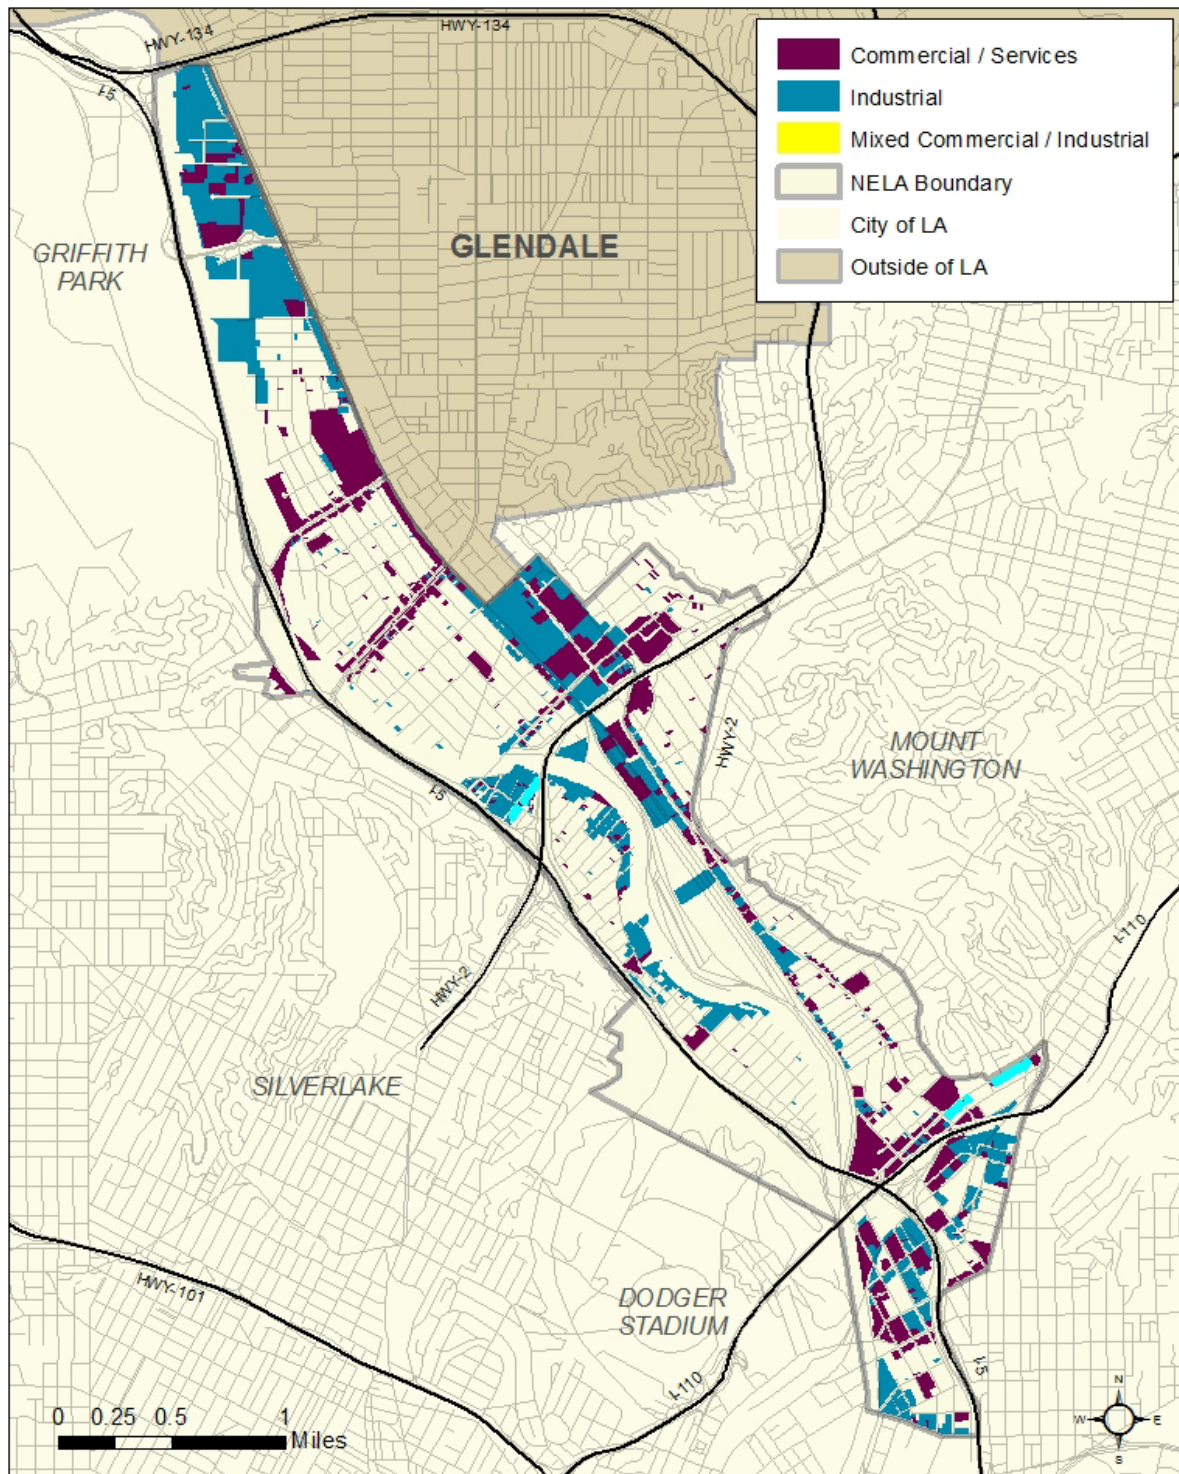 HWY-134
HWY-134
I-5
Commercial / Services
Industrial
Mixed Commercial / Industrial
NELA Boundary
City of LA
Outside of LA
GRIFFITH
PARK
GLENDALE
HWY-2
MOUNT
WASHINGTON
I-5
I-110
HWY-2
SILVERLAKE
HWY-101
DODGER
STADIUM
I-5
I-110
0 0.25 0.5 1
Miles
N
W E
S